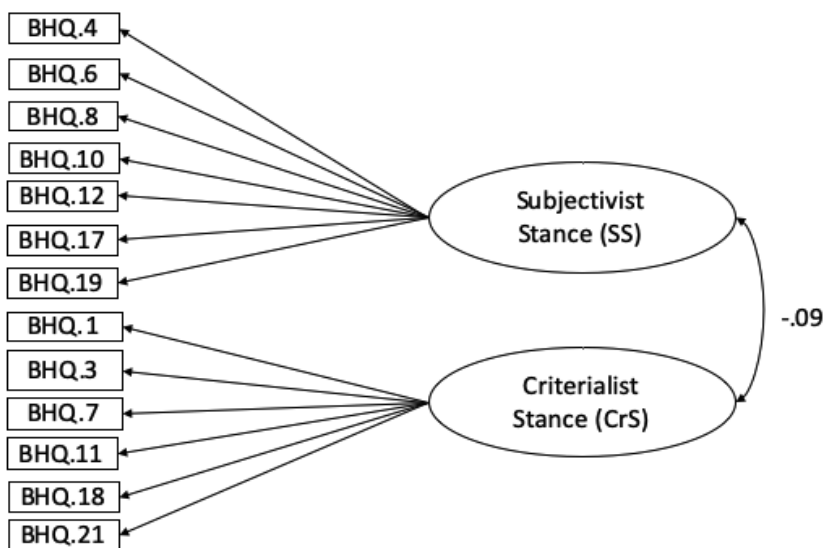 BHQ.4
BHQ.6
BHQ.8
BHQ.10
BHQ.12
BHQ.17
BHQ.19
BHQ.1
BHQ.3
BHQ.7
BHQ.11
BHQ.18
BHQ.21
Subjectivist
Stance (SS)
Criterialist
Stance (CrS)
-.09